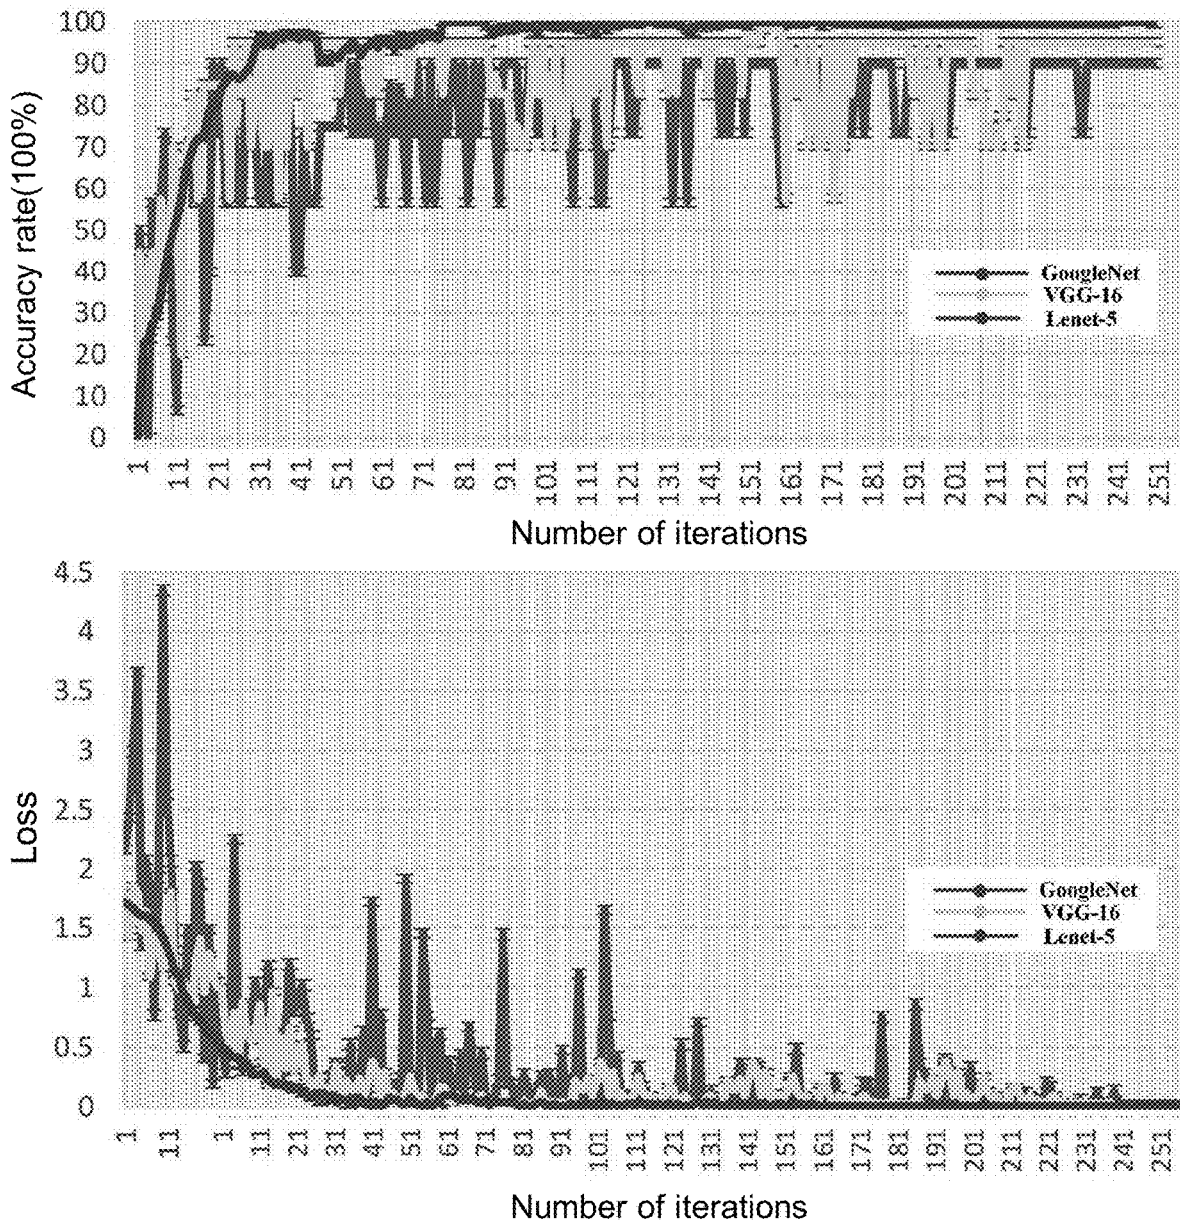 Accuracy rate(100%)
100
90
80
70
60
50
40
30
20
10
0
GoogleNet
VGG-16
Lenet-5
1 11 21 31 41 51 61 71 81 91 101 111 121 131 141 151 161 171 181 191 201 211 221 231 241 251
Number of iterations
Loss
4.5
4
3.5
3
2.5
2
1.5
1
0.5
0
GoogleNet
VGG-16
Lenet-5
1 11 1 11 31 41 51 61 71 81 91 101 111 121 131 141 151 161 171 181 191 201 211 221 231 241 251
Number of iterations